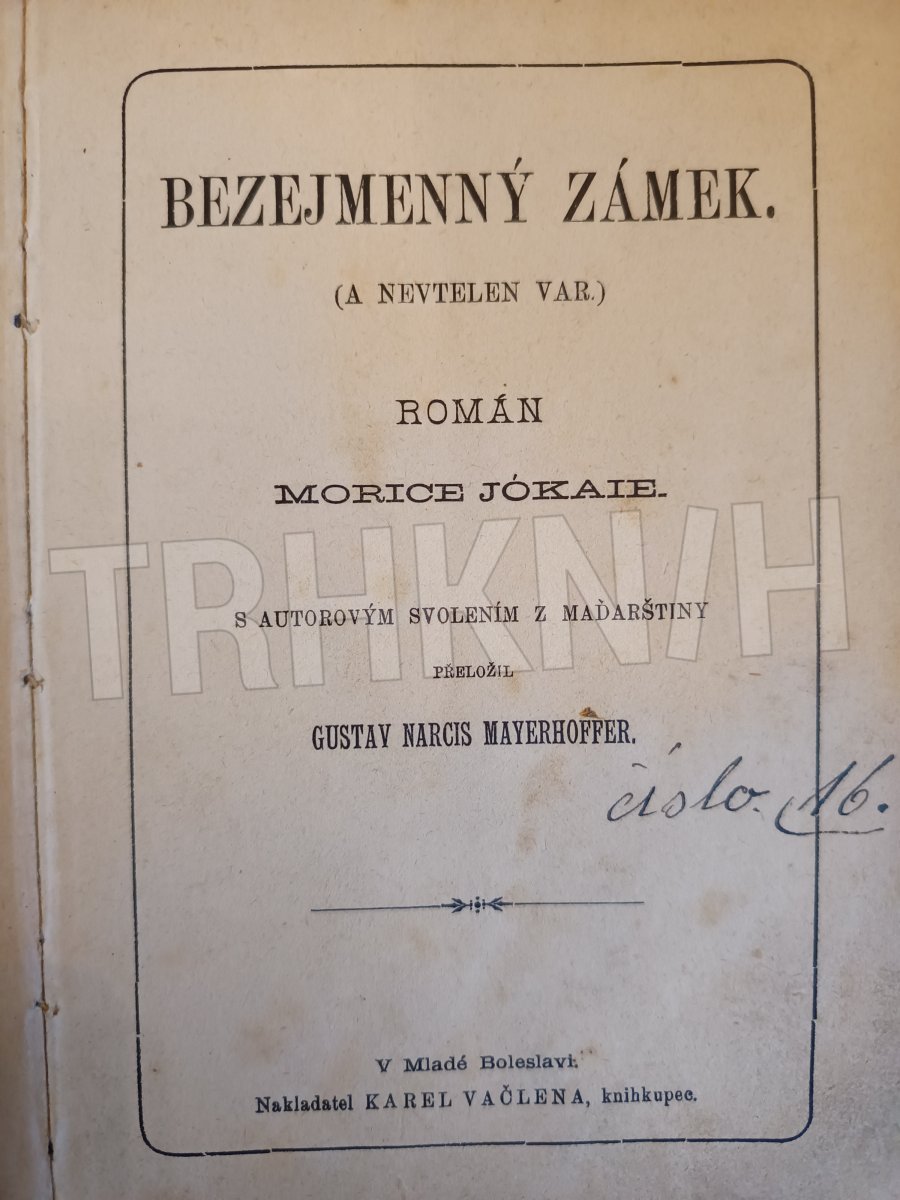 BEZEJMENNÝ ZÁMEK.
(A NEVTELEN VAR.)
ROMÁN
MORICE JÓKAIE.
TRHKNIH
S AUTOROVÝM SVOLENÍM Z MAĎARŠTINY
PŘELOŽIL
GUSTAV NARCIS MAYERHOFFER.
číslo. 16.
V Mladé Boleslavi.
Nakladatel KAREL VAČLENA, knihkupec.